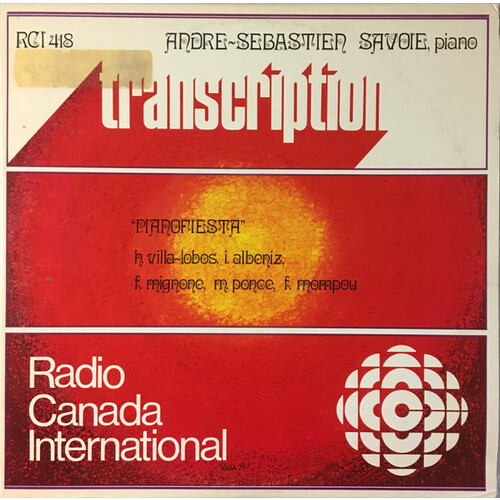 RCI 418
ANDRE-SEBASTIEN SAVOIE, piano
transcription
"PIANOFIESTA"
h. villa-lobos, i. albeniz,
f. mignone, m. ponce, f. mompou
Radio
Canada
International